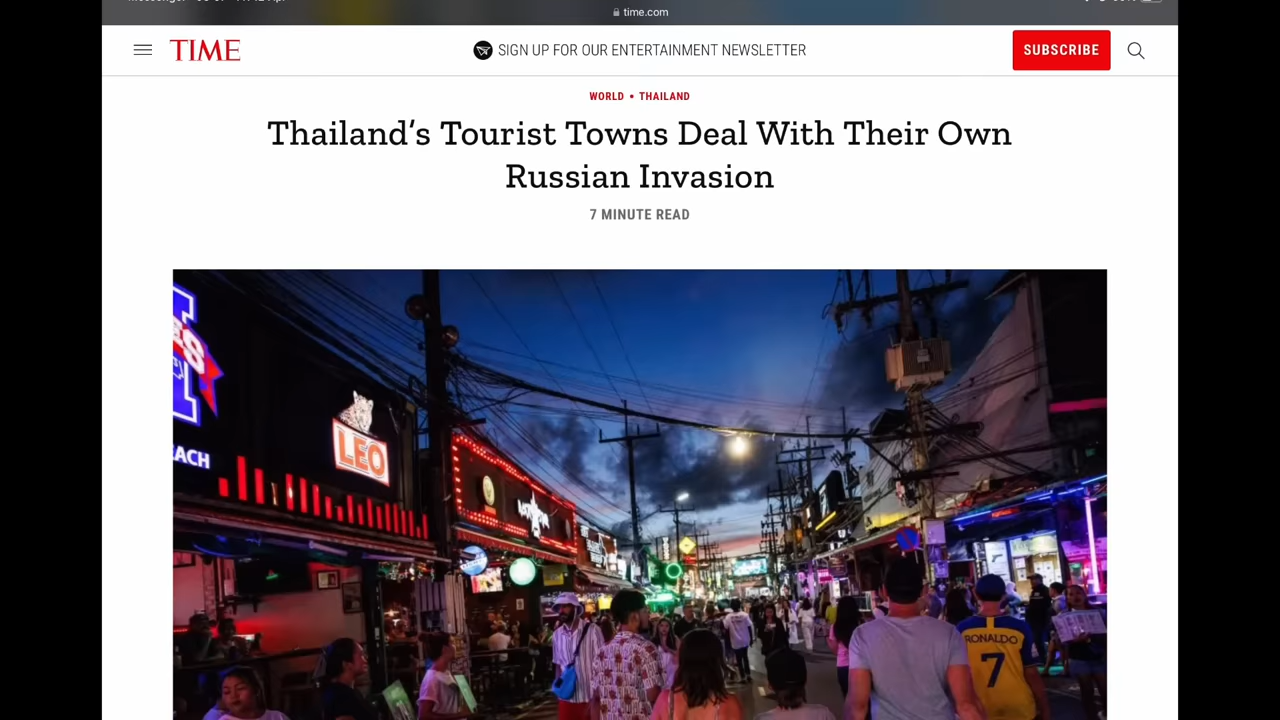 time.com
TIME
SIGN UP FOR OUR ENTERTAINMENT NEWSLETTER
SUBSCRIBE
WORLD • THAILAND
Thailand's Tourist Towns Deal With Their Own
Russian Invasion
7 MINUTE READ
ACH
LEO
RONALDO
7